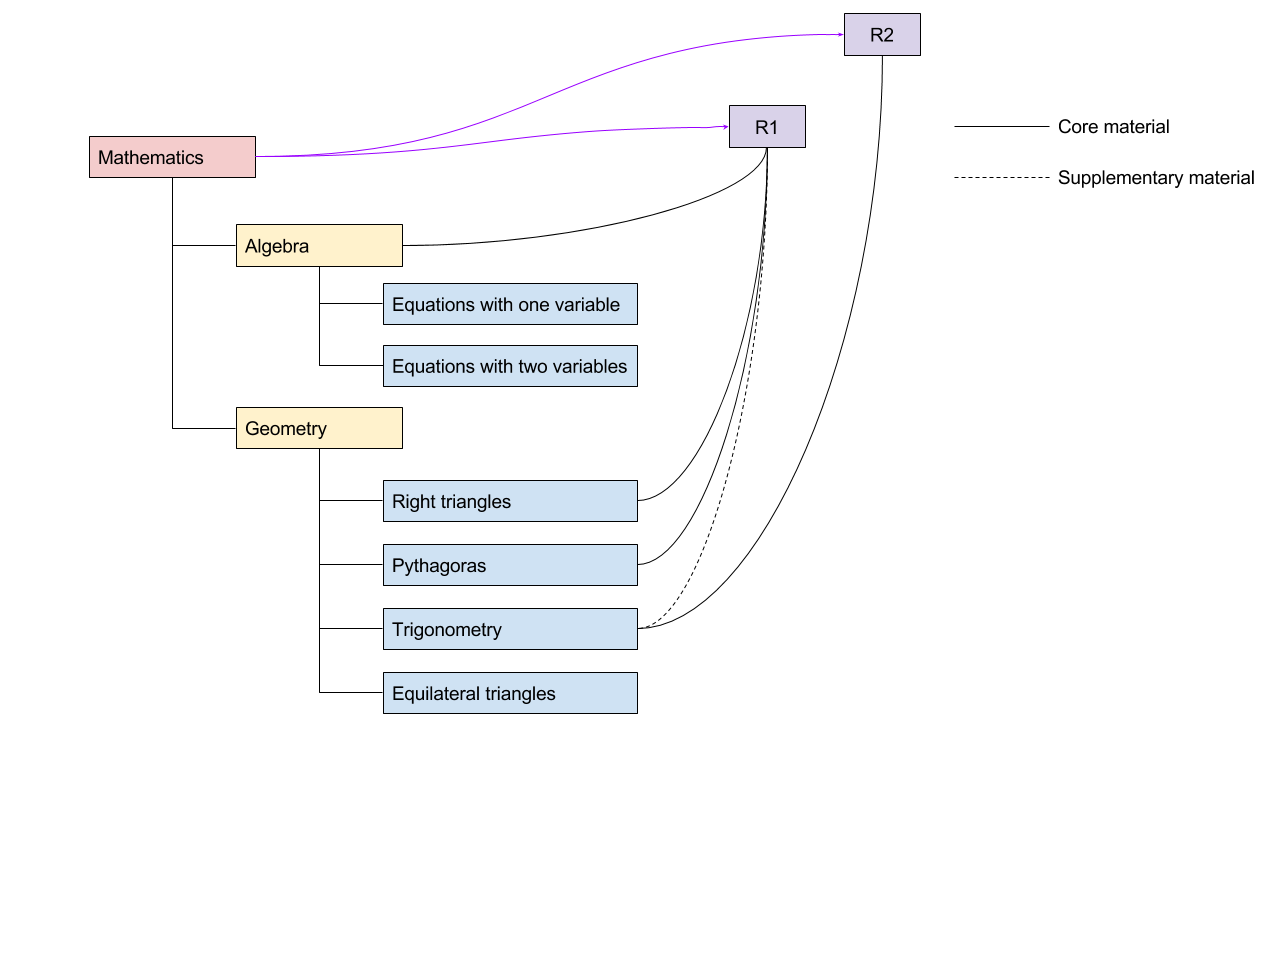 R2
R1
Core material
Mathematics
Supplementary material
Algebra
Equations with one variable
Equations with two variables
Geometry
Right triangles
Pythagoras
Trigonometry
Equilateral triangles